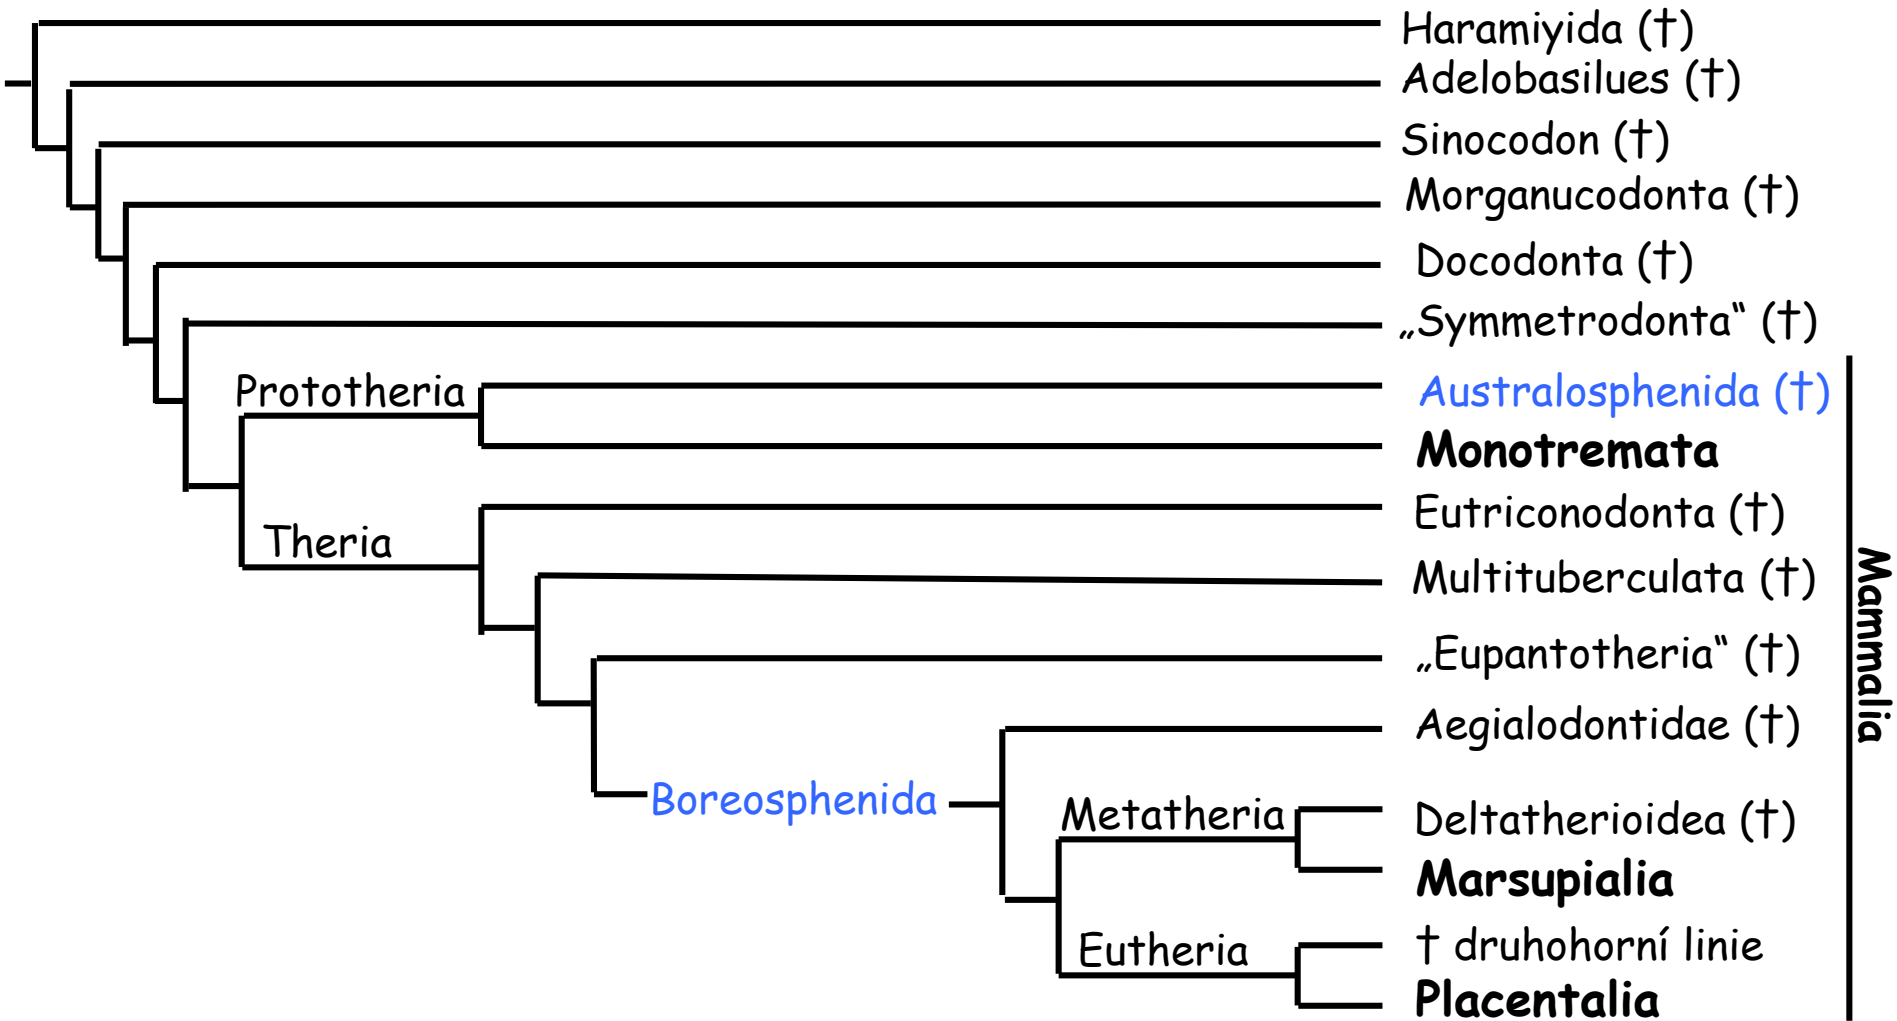 Haramiyida (†)
Adelobasilues (†)
Sinocodon (†)
Morganucodonta (†)
Docodonta (†)
„Symmetrodonta“ (†)
Prototheria
Australosphenida (†)
Monotremata
Eutriconodonta (†)
Theria
Multituberculata (†)
Mammalia
„Eupantotheria“ (†)
Aegialodontidae (†)
Boreosphenida
Metatheria
Deltatherioidea (†)
Marsupialia
Eutheria
† druhohorní linie
Placentalia